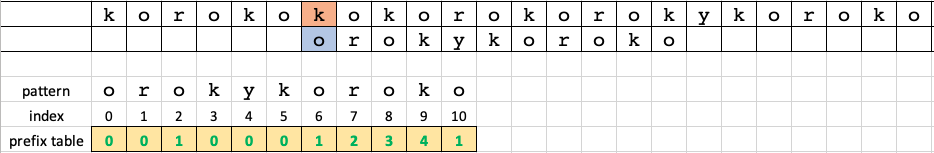 k o r o k o k o k o r o k o r o k y k o r o k o
o r o k y k o r o k o
pattern o r o k y k o r o k o
index 0 1 2 3 4 5 6 7 8 9 10
prefix table 0 0 1 0 0 0 1 2 3 4 1